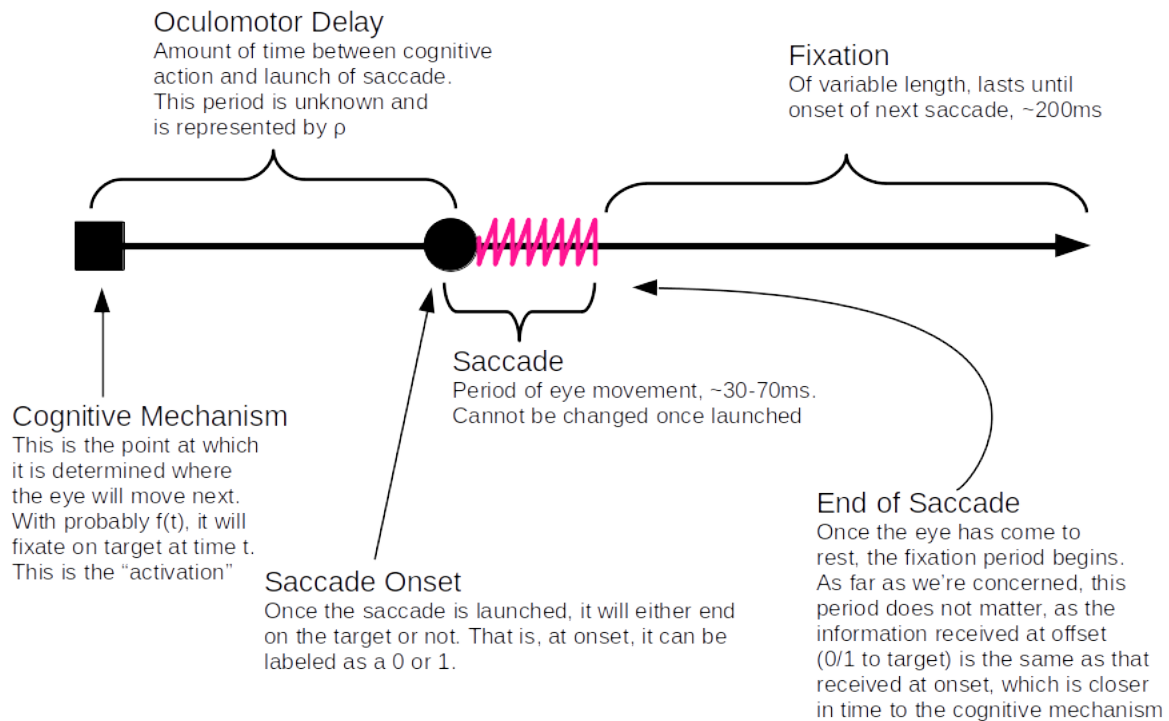 Oculomotor Delay
Amount of time between cognitive
action and launch of saccade.
This period is unknown and
is represented by ρ
Fixation
Of variable length, lasts until
onset of next saccade, ~200ms
Saccade
Period of eye movement, ~30-70ms.
Cannot be changed once launched
Cognitive Mechanism
This is the point at which
it is determined where
the eye will move next.
With probably f(t), it will
fixate on target at time t.
This is the “activation”
Saccade Onset
Once the saccade is launched, it will either end
on the target or not. That is, at onset, it can be
labeled as a 0 or 1.
End of Saccade
Once the eye has come to
rest, the fixation period begins.
As far as we’re concerned, this
period does not matter, as the
information received at offset
(0/1 to target) is the same as that
received at onset, which is closer
in time to the cognitive mechanism